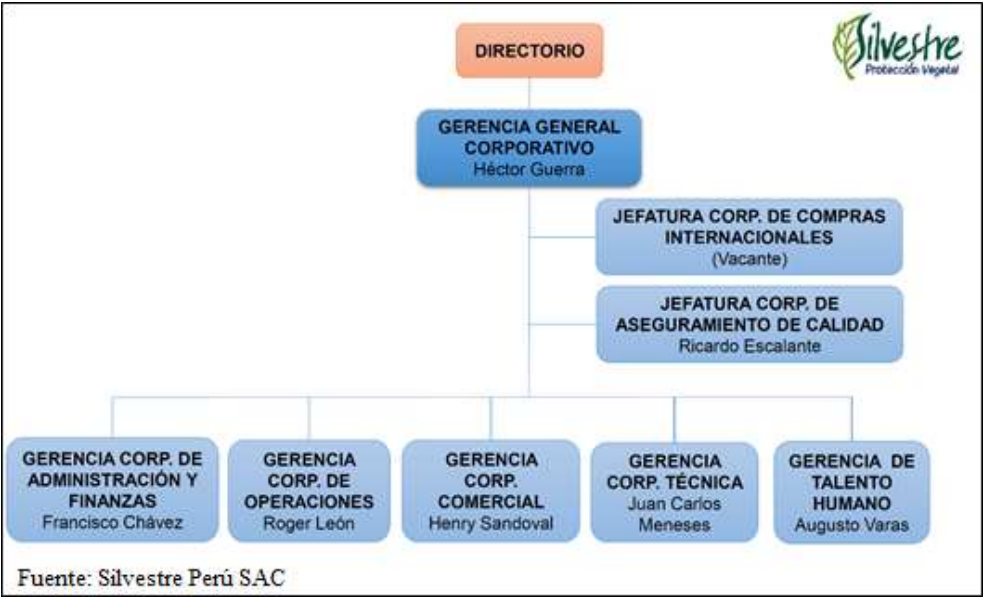 DIRECTORIO
Silvestre
Protección Vegetal
GERENCIA GENERAL
CORPORATIVO
Héctor Guerra
JEFATURA CORP. DE COMPRAS
INTERNACIONALES
(Vacante)
JEFATURA CORP. DE
ASEGURAMIENTO DE CALIDAD
Ricardo Escalante
GERENCIA CORP. DE
ADMINISTRACIÓN Y
FINANZAS
Francisco Chávez
GERENCIA
CORP. DE
OPERACIONES
Roger León
GERENCIA
CORP.
COMERCIAL
Henry Sandoval
GERENCIA
CORP. TÉCNICA
Juan Carlos
Meneses
GERENCIA DE
TALENTO
HUMANO
Augusto Varas
Fuente: Silvestre Perú SAC